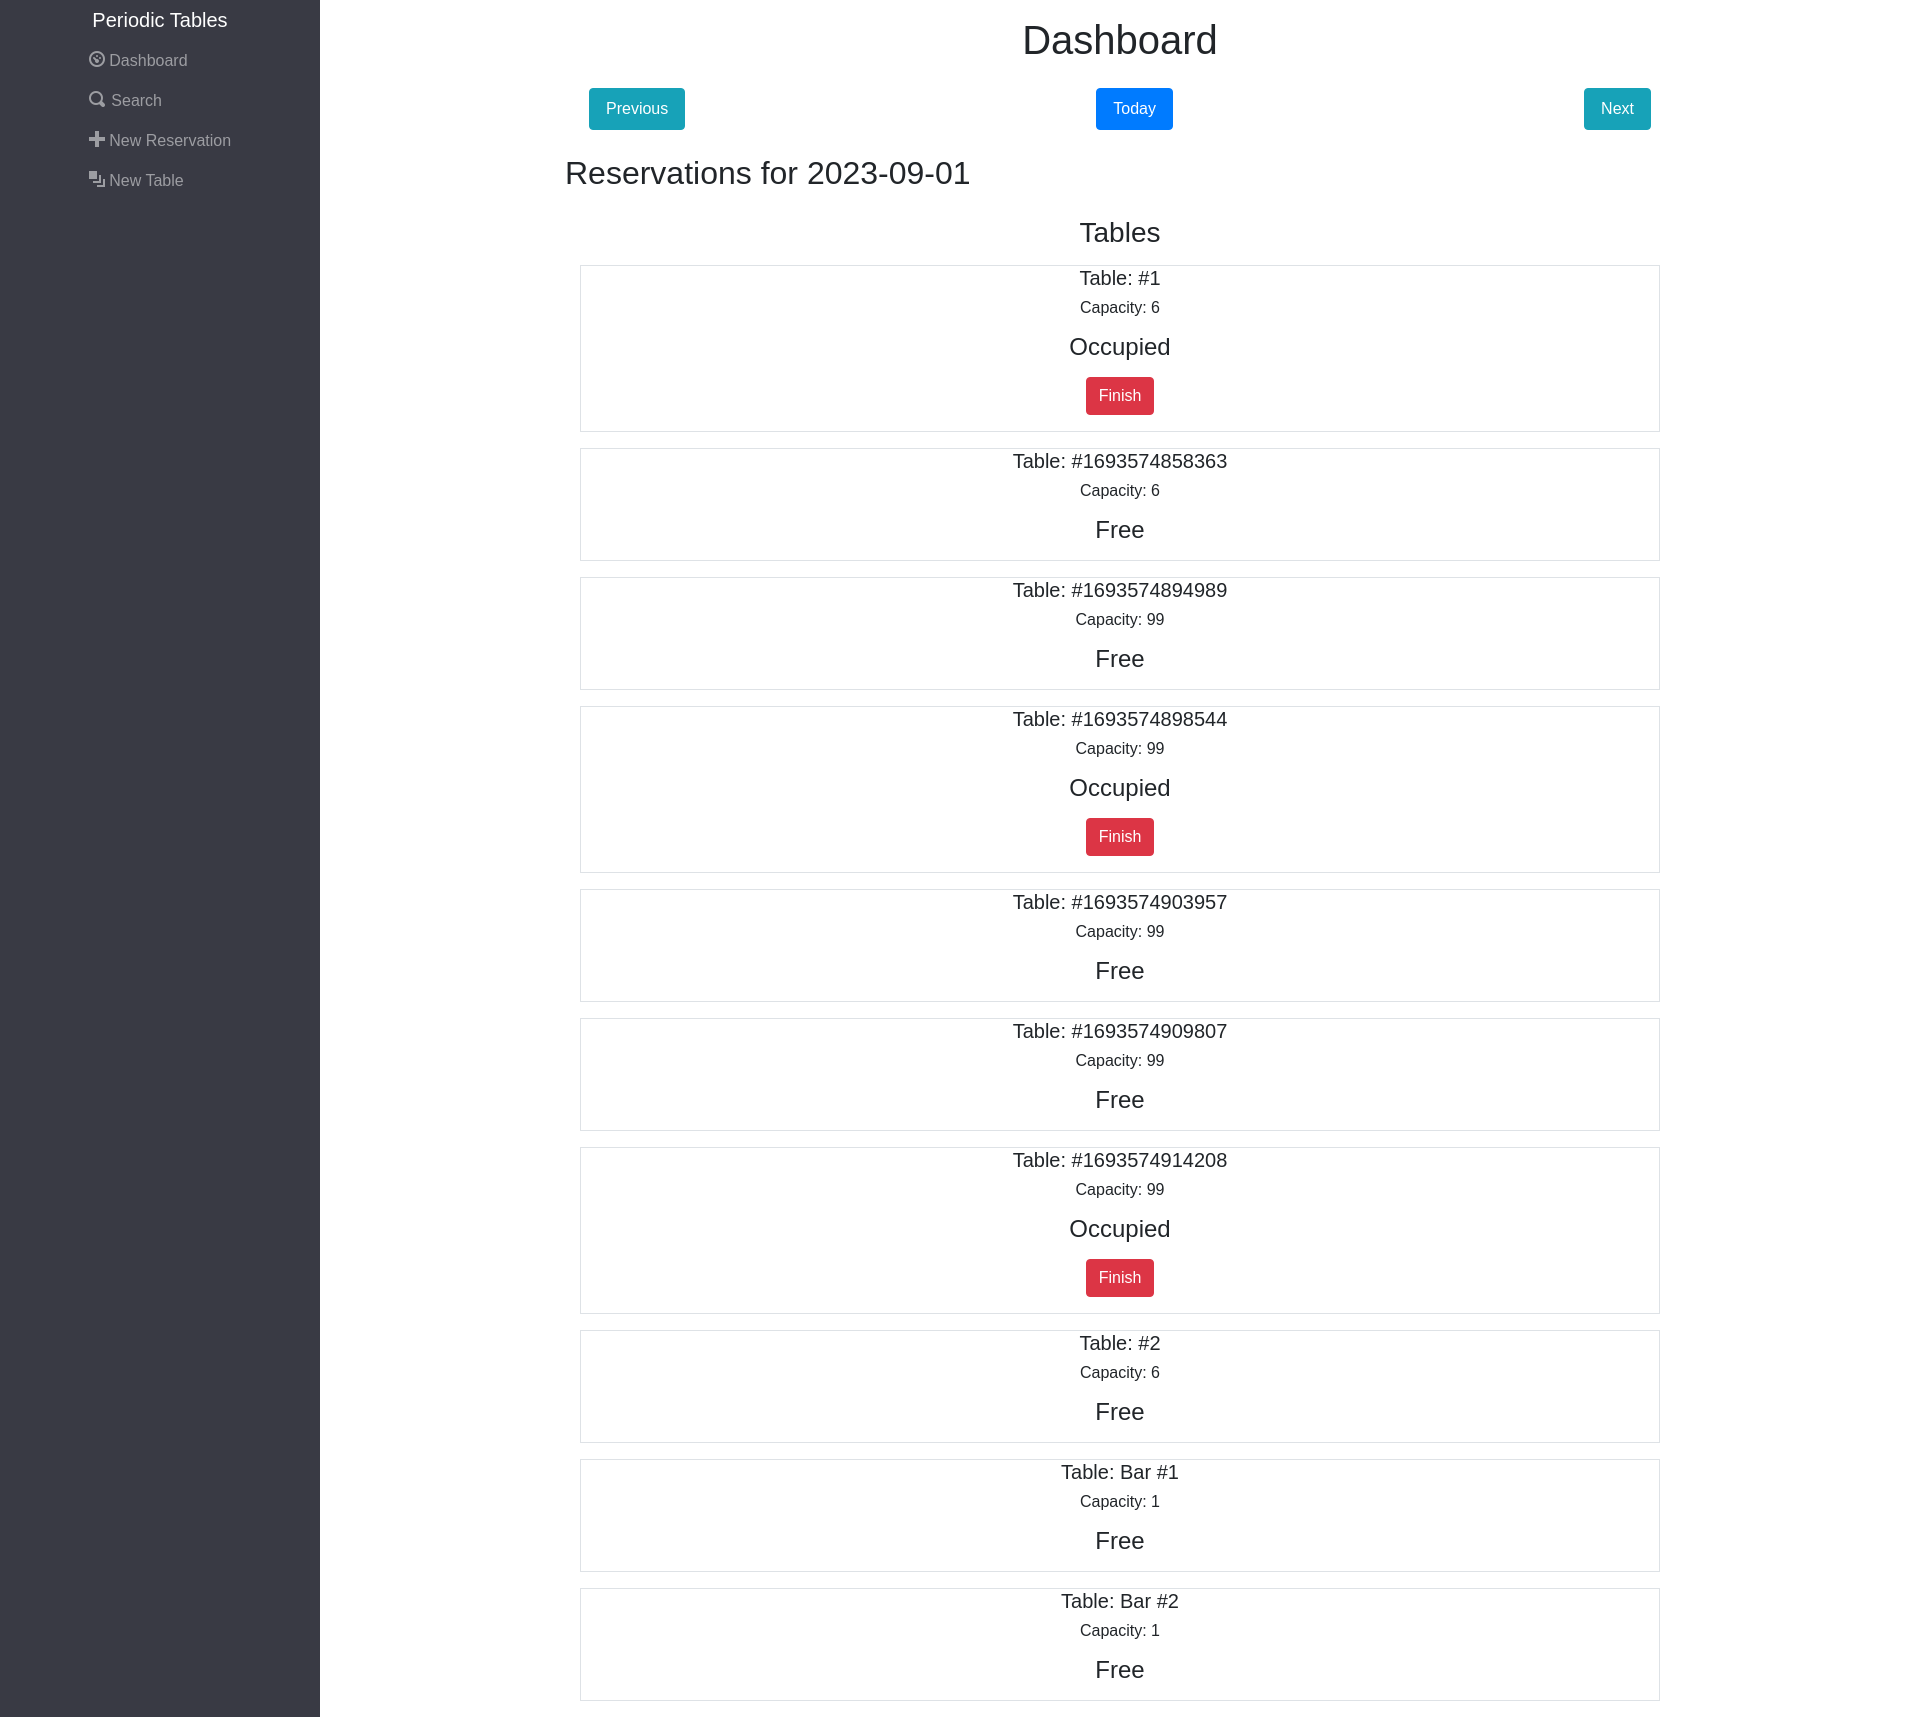 Periodic Tables
Dashboard
Search
New Reservation
New Table
Dashboard
Previous Today Next
Reservations for 2023-09-01
Tables
Table: #1
Capacity: 6
Occupied
Finish
Table: #1693574858363
Capacity: 6
Free
Table: #1693574894989
Capacity: 99
Free
Table: #1693574898544
Capacity: 99
Occupied
Finish
Table: #1693574903957
Capacity: 99
Free
Table: #1693574909807
Capacity: 99
Free
Table: #1693574914208
Capacity: 99
Occupied
Finish
Table: #2
Capacity: 6
Free
Table: Bar #1
Capacity: 1
Free
Table: Bar #2
Capacity: 1
Free